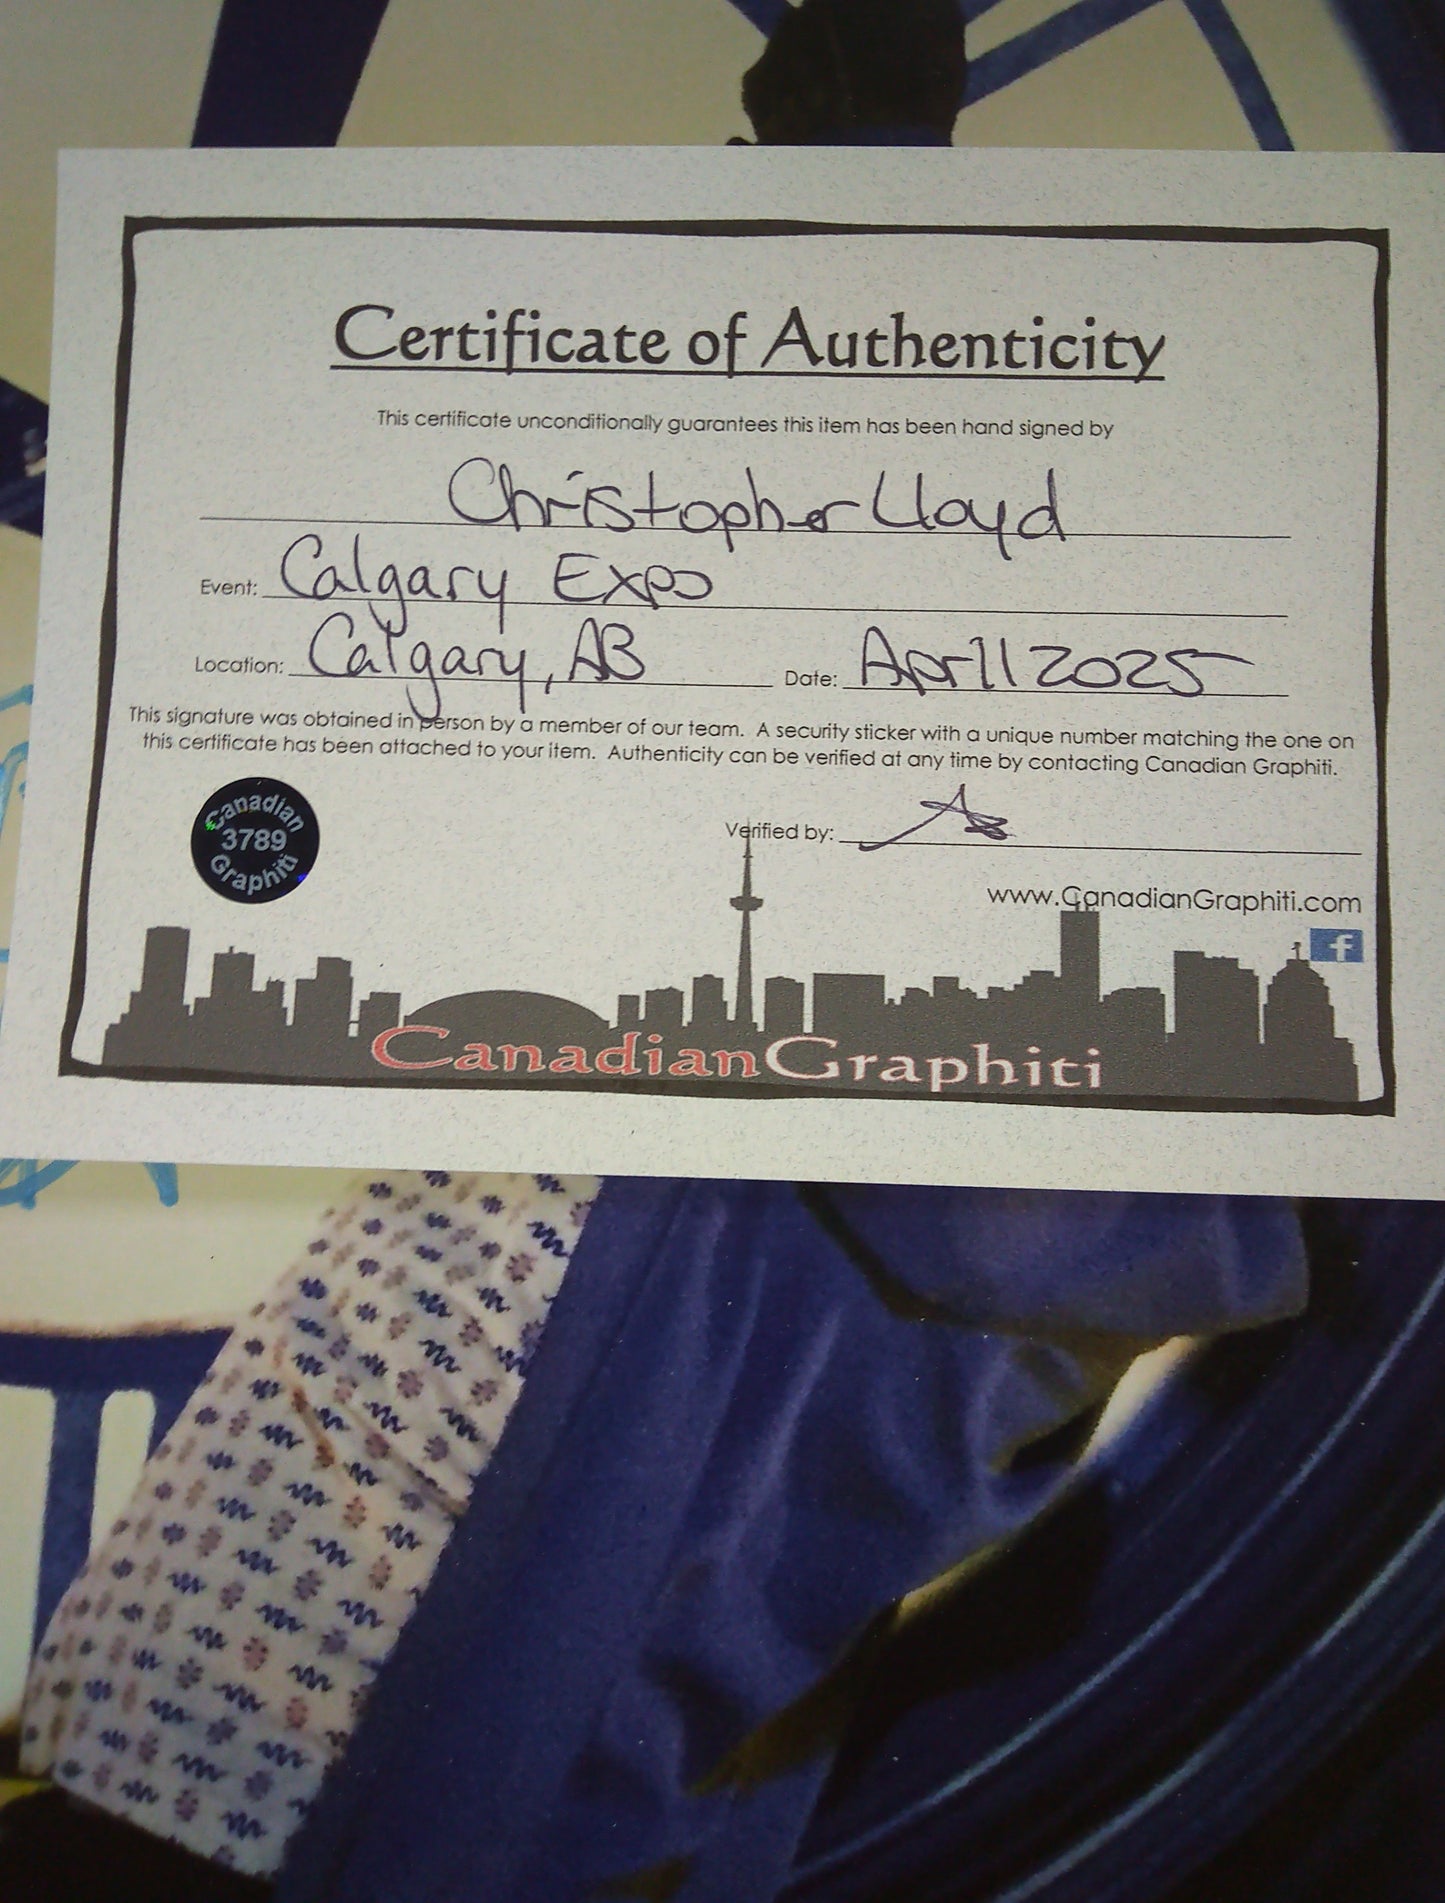 Certificate of Authenticity
This certificate unconditionally guarantees this item has been hand signed by
Christopher Lloyd
Event: Calgary Expo
Location: Calgary, AB Date: April 2025
This signature was obtained in person by a member of our team. A security sticker with a unique number matching the one on
this certificate has been attached to your item. Authenticity can be verified at any time by contacting Canadian Graphiti.
Canadian
3789
Graphiti
Verified by:
www.CanadianGraphiti.com
f
CanadianGraphiti